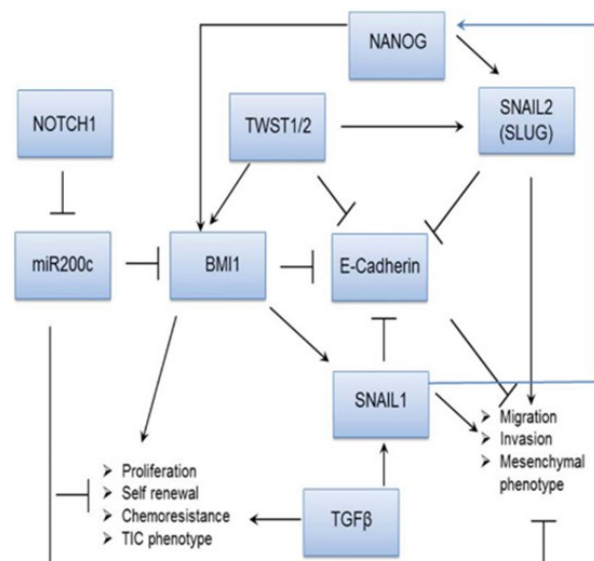 NANOG
NOTCH1
TWST1/2
SNAIL2
(SLUG)
miR200c
BMI1
E-Cadherin
SNAIL1
➢ Migration
➢ Invasion
➢ Mesenchymal
phenotype
➢ Proliferation
➢ Self renewal
➢ Chemoresistance
➢ TIC phenotype
TGFβ